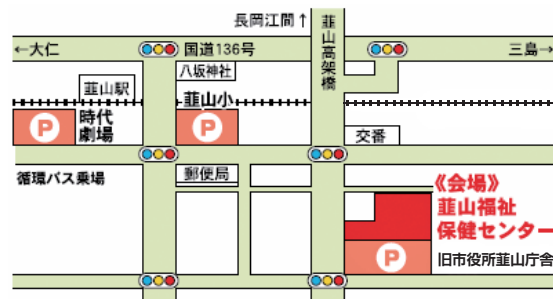 長岡江間↑
韮山高架橋
←大仁
国道136号
三島→
八坂神社
韮山駅
韮山小
P
時代
劇場
P
交番
郵便局
循環バス乗場
《会場》
韮山福祉
保健センター
P
旧市役所韮山庁舎